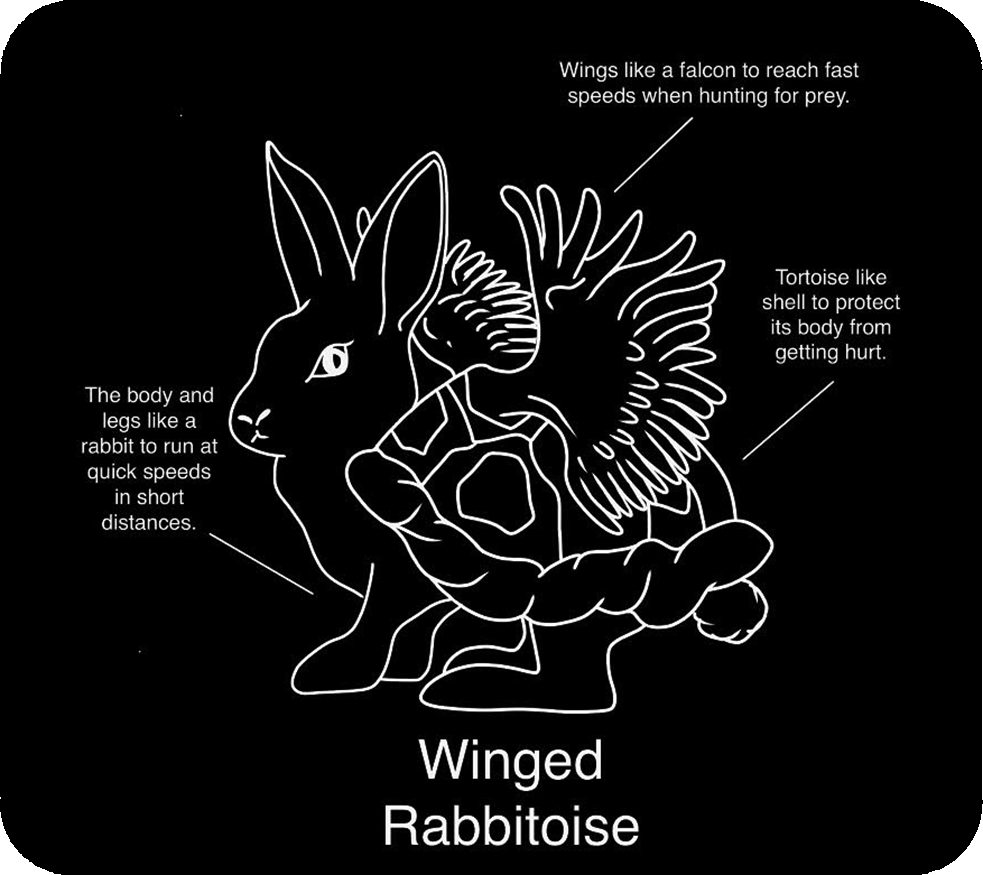 Wings like a falcon to reach fast
speeds when hunting for prey.
Tortoise like
shell to protect
its body from
getting hurt.
The body and
legs like a
rabbit to run at
quick speeds
in short
distances.
Winged
Rabbitoise